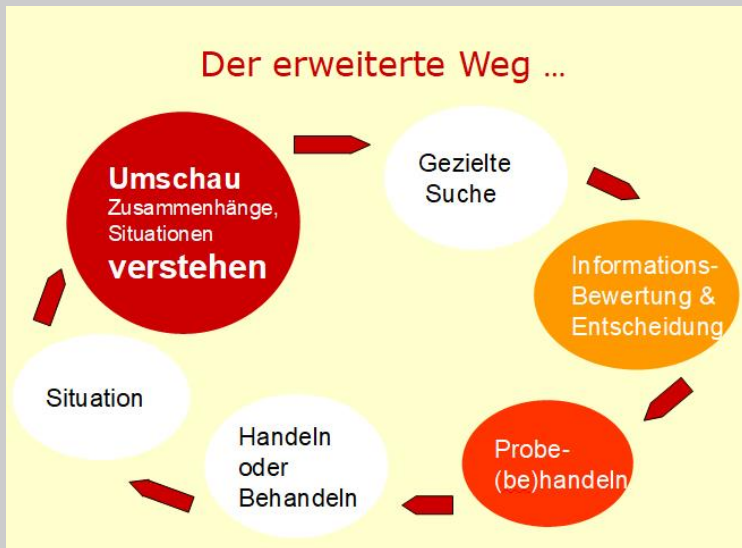 Der erweiterte Weg ...
Umschau
Zusammenhänge,
Situationen
verstehen
Gezielte
Suche
Informations-
Bewertung &
Entscheidung
Probe-
(be)handeln
Handeln
oder
Behandeln
Situation